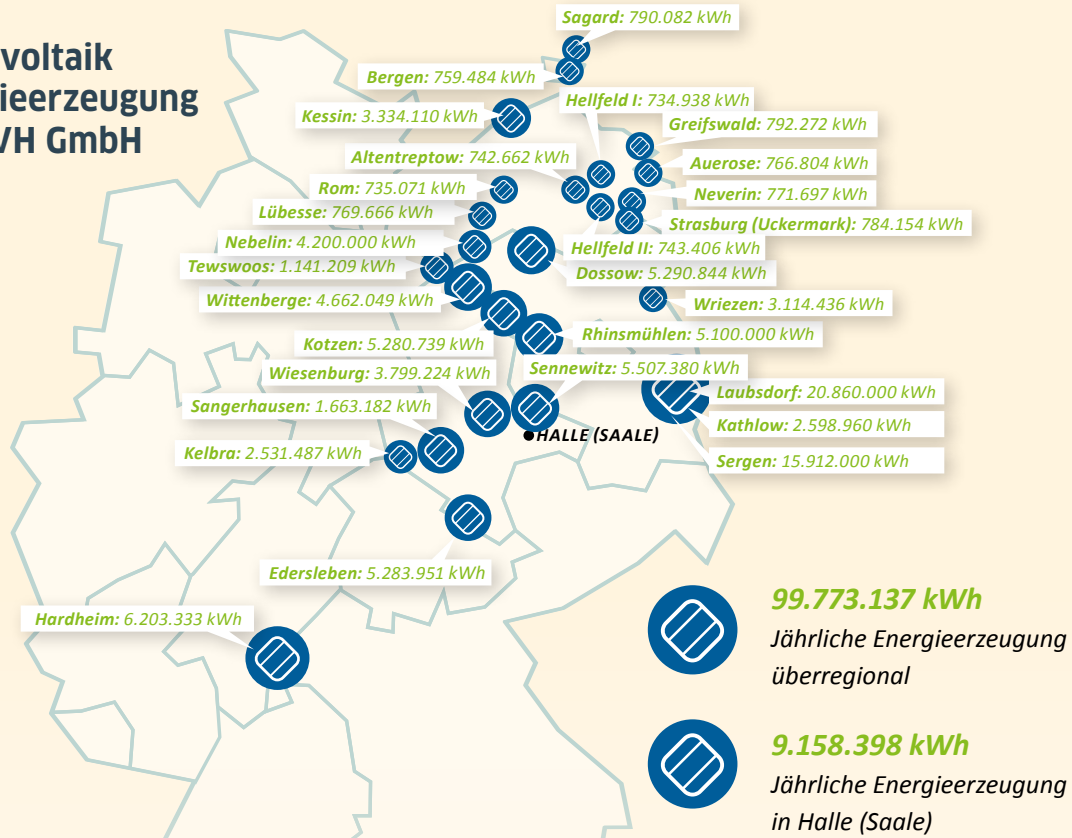 voltaik
ieerzeugung
VH GmbH
Sagard: 790.082 kWh
Bergen: 759.484 kWh
Hellfeld I: 734.938 kWh
Kessin: 3.334.110 kWh
Greifswald: 792.272 kWh
Altentreptow: 742.662 kWh
Auerose: 766.804 kWh
Rom: 735.071 kWh
Neverin: 771.697 kWh
Lübesse: 769.666 kWh
Strasburg (Uckermark): 784.154 kWh
Nebelin: 4.200.000 kWh
Hellfeld II: 743.406 kWh
Tewswoos: 1.141.209 kWh
Dossow: 5.290.844 kWh
Wittenberge: 4.662.049 kWh
Wriezen: 3.114.436 kWh
Kotzen: 5.280.739 kWh
Rhinsmühlen: 5.100.000 kWh
Wiesenburg: 3.799.224 kWh
Sennewitz: 5.507.380 kWh
Laubsdorf: 20.860.000 kWh
Sangerhausen: 1.663.182 kWh
Kathlow: 2.598.960 kWh
HALLE (SAALE)
Kelbra: 2.531.487 kWh
Sergen: 15.912.000 kWh
Edersleben: 5.283.951 kWh
Hardheim: 6.203.333 kWh
99.773.137 kWh
Jährliche Energieerzeugung
überregional
9.158.398 kWh
Jährliche Energieerzeugung
in Halle (Saale)